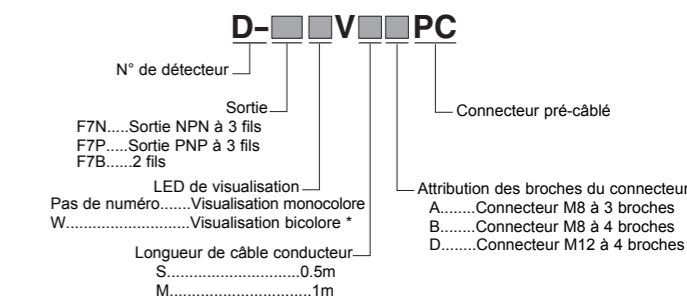 D- V PC
N° de détecteur
Sortie
F7N.....Sortie NPN à 3 fils
F7P.....Sortie PNP à 3 fils
F7B......2 fils
LED de visualisation
Pas de numéro.......Visualisation monocolore
W............................Visualisation bicolore *
Longueur de câble conducteur
S..............................0.5m
M................................1m
Connecteur pré-câblé
Attribution des broches du connecteur
A........Connecteur M8 à 3 broches
B........Connecteur M8 à 4 broches
D........Connecteur M12 à 4 broches